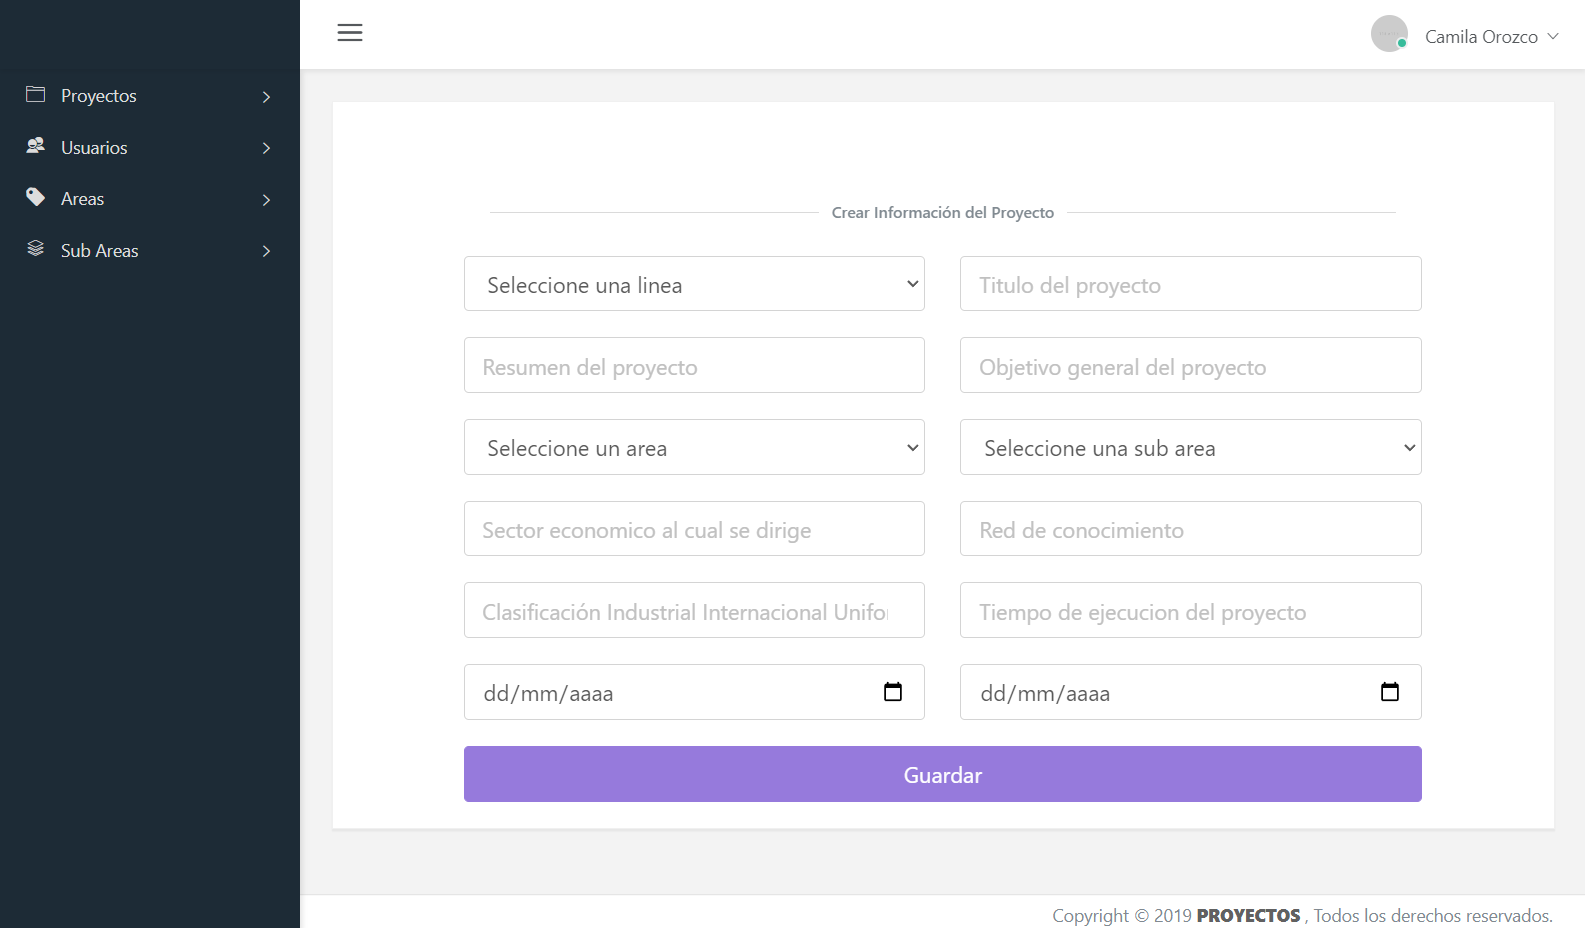 Camila Orozco
Proyectos
Usuarios
Areas
Sub Areas
Crear Información del Proyecto
Seleccione una linea
Titulo del proyecto
Resumen del proyecto
Objetivo general del proyecto
Seleccione un area
Seleccione una sub area
Sector economico al cual se dirige
Red de conocimiento
Clasificación Industrial Internacional Unifo
Tiempo de ejecucion del proyecto
dd/mm/aaaa
dd/mm/aaaa
Guardar
Copyright © 2019 PROYECTOS , Todos los derechos reservados.